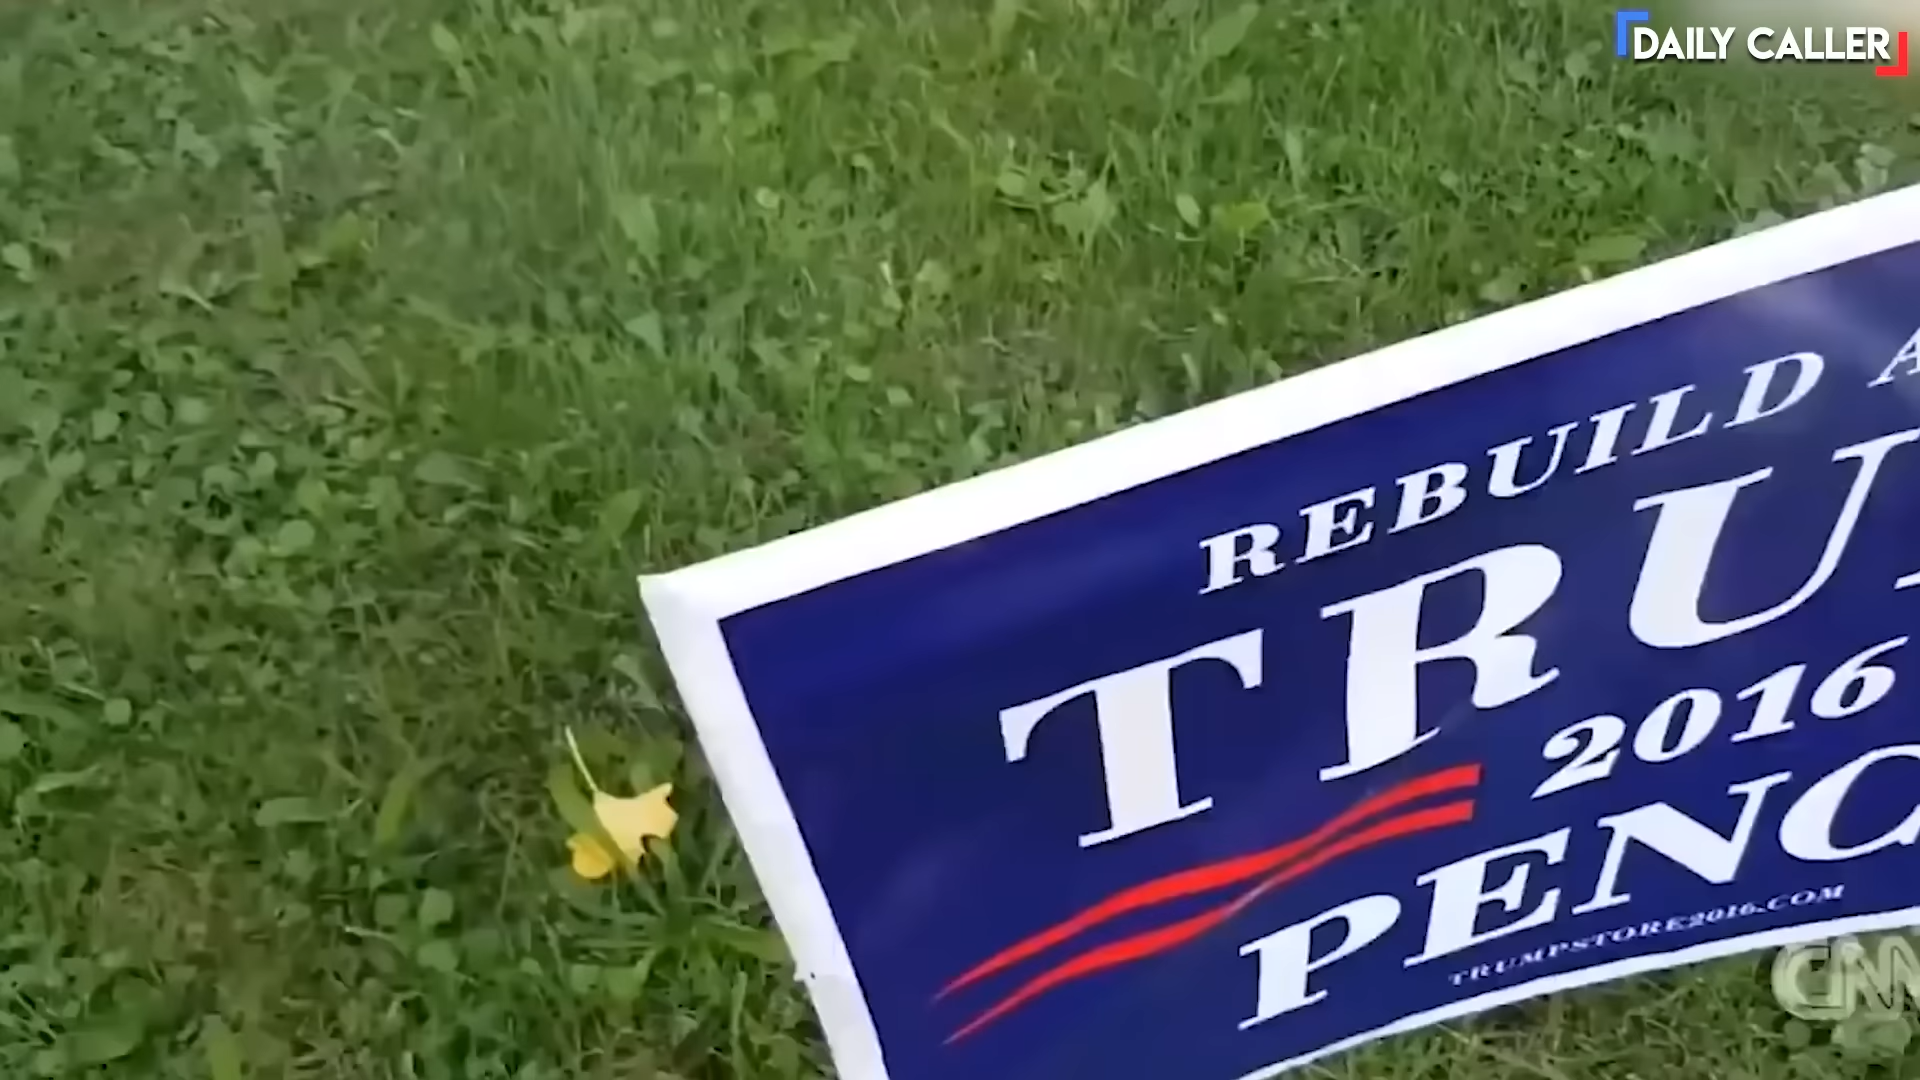 DAILY CALLER
REBUILD A
TRU
2016
PENC
TRUMPSTORE2016.COM
CNN